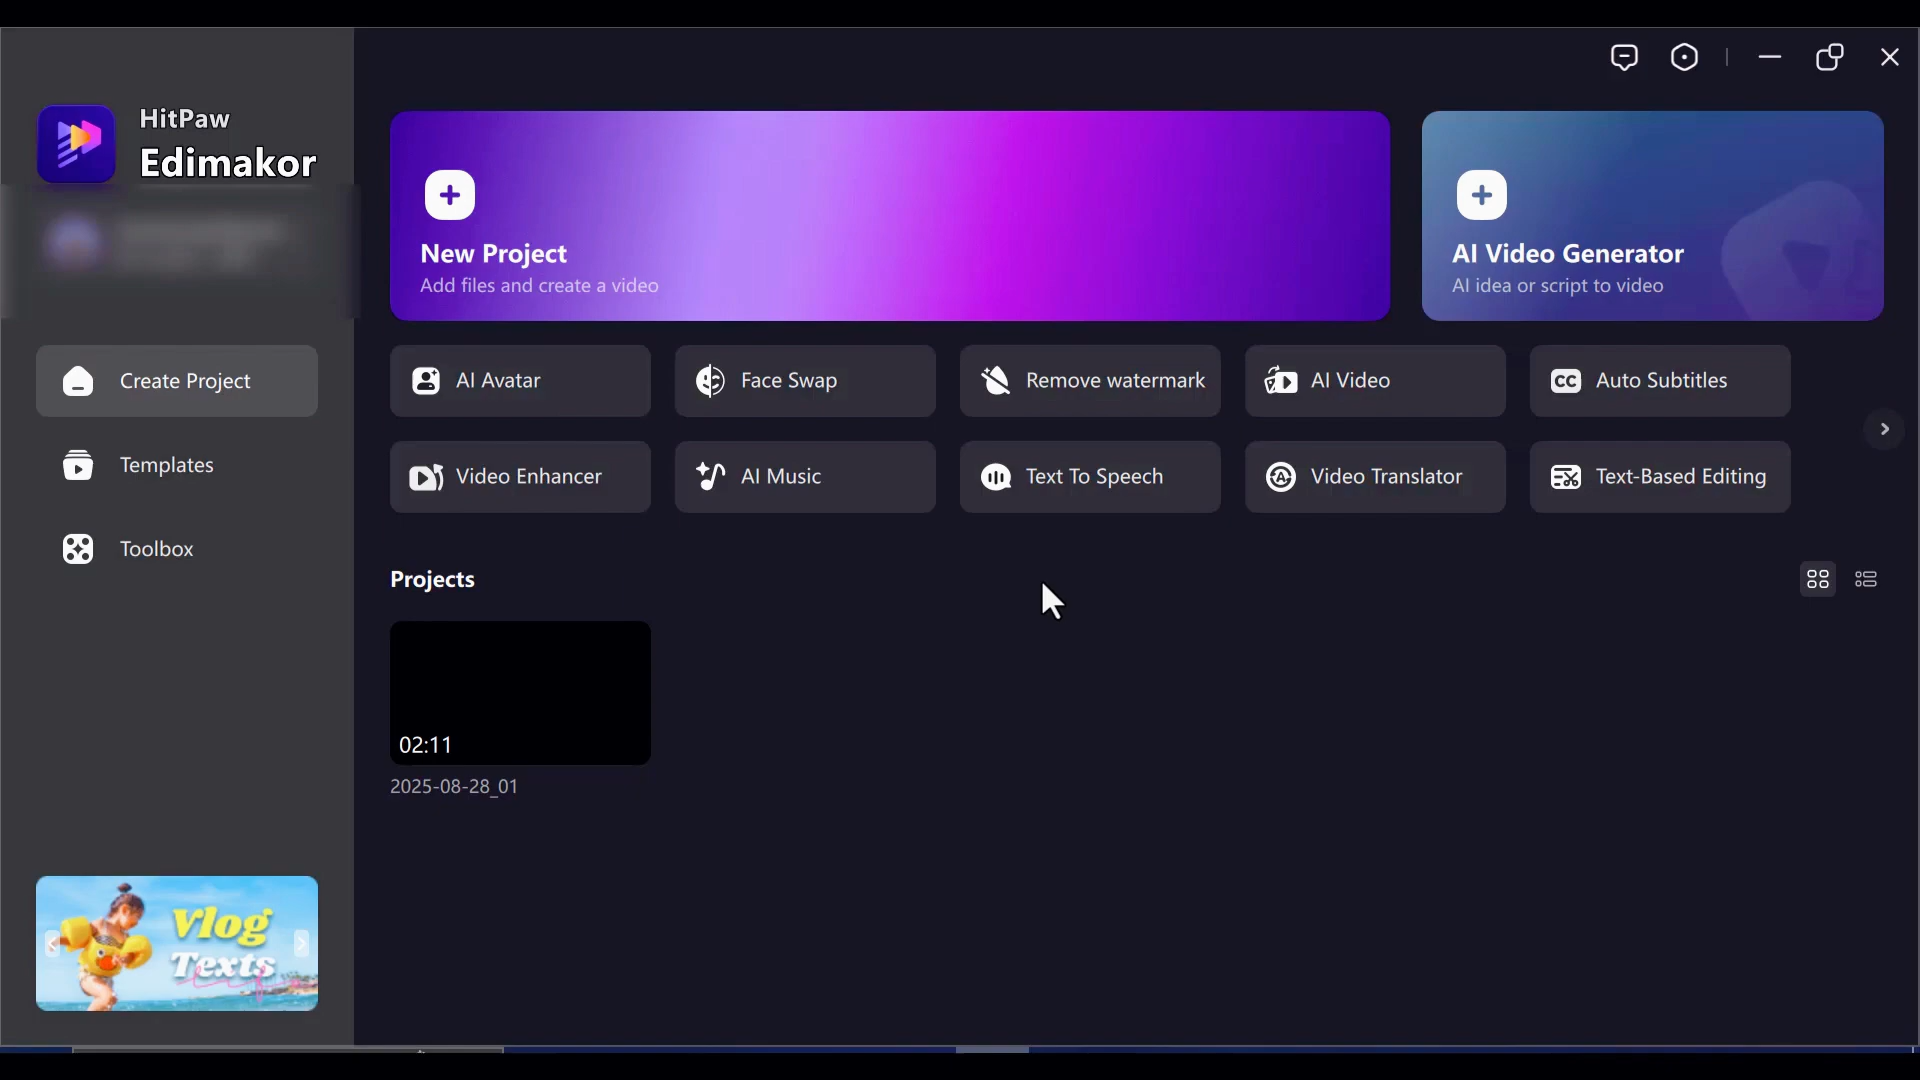 HitPaw
Edimakor
Create Project
Templates
Toolbox
Vlog
Texts
New Project
Add files and create a video
AI Video Generator
AI idea or script to video
AI Avatar
Face Swap
Remove watermark
AI Video
CC
Auto Subtitles
Video Enhancer
AI Music
Text To Speech
Video Translator
Text-Based Editing
Projects
02:11
2025-08-28_01